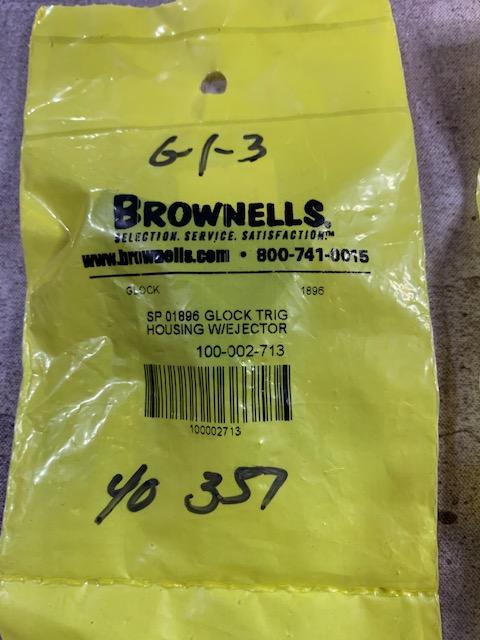 G-1-3
BROWNELLS®
SELECTION. SERVICE. SATISFACTION™
www.brownells.com • 800-741-0015
GLOCK 1896
SP 01896 GLOCK TRIG
HOUSING W/EJECTOR
100-002-713
100002713
40 357